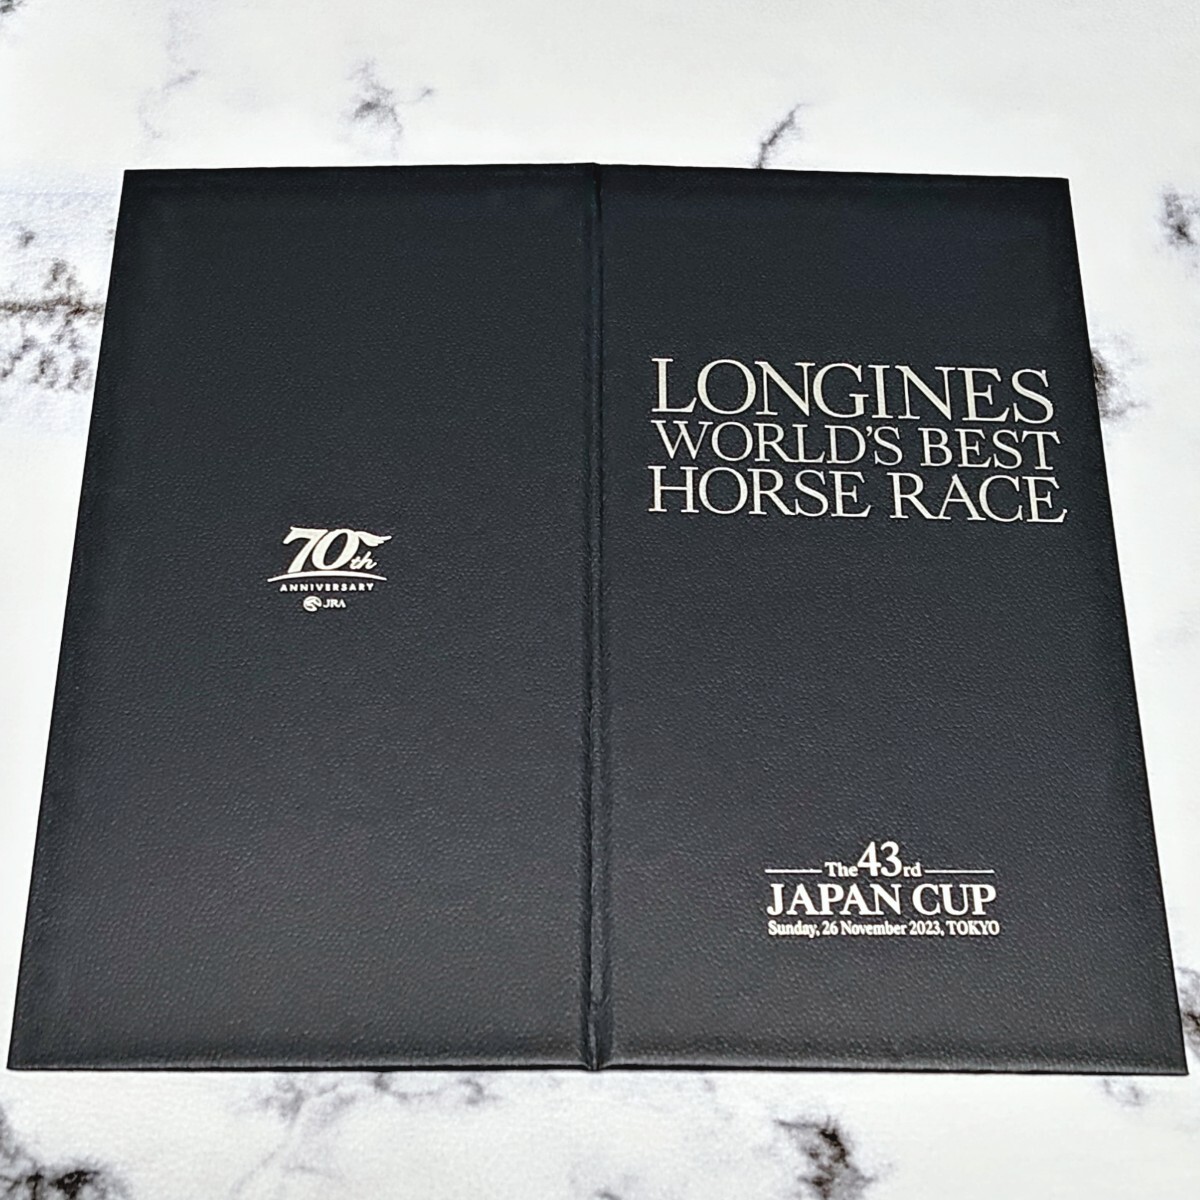 70th
ANNIVERSARY
JRA
LONGINES
WORLD'S BEST
HORSE RACE
The 43rd
JAPAN CUP
Sunday, 26 November 2023, TOKYO